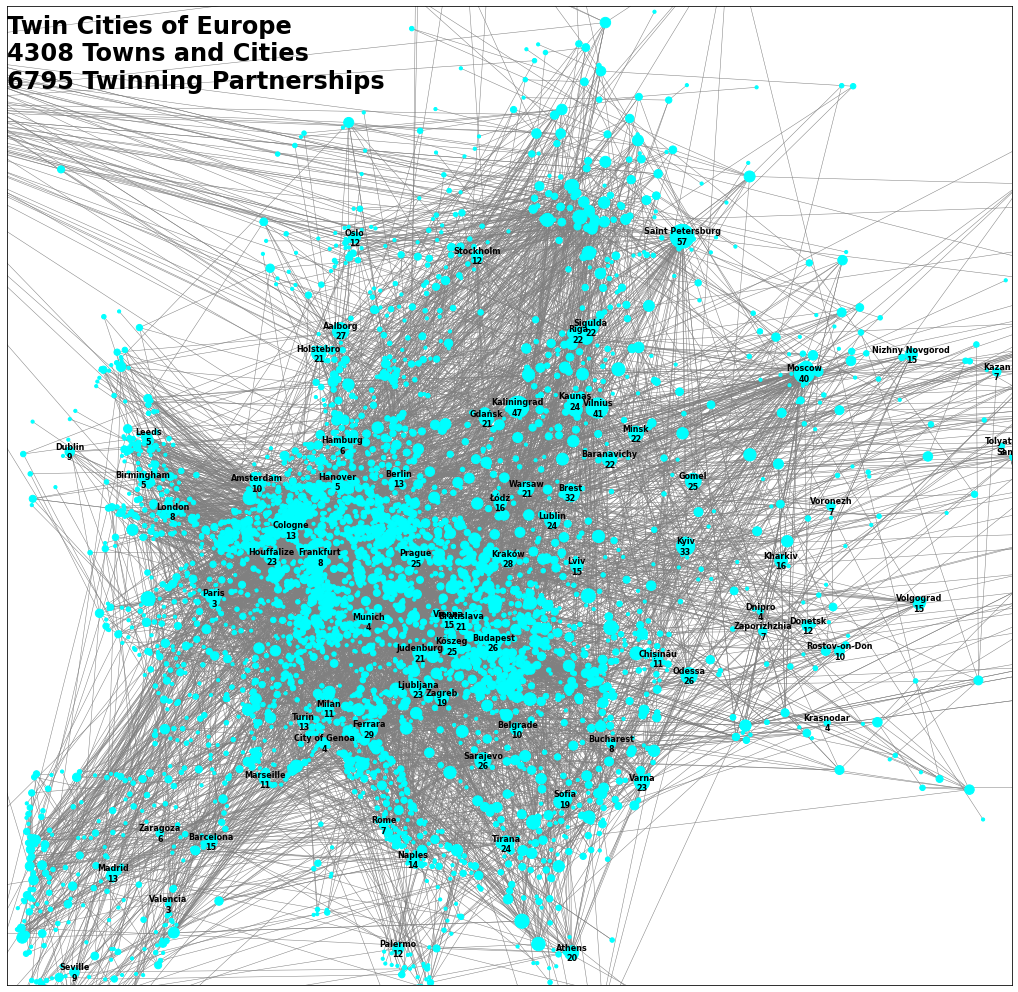 Twin Cities of Europe
4308 Towns and Cities
6795 Twinning Partnerships
Saint Petersburg
57
Oslo
12
Stockholm
12
Aalborg
27
Sigulda
22
Riga
22
Holstebro
21
Nizhny Novgorod
15
Moscow
40
Kazan
7
Kaunas
24
Vilnius
41
Kaliningrad
47
Gdańsk
21
Leeds
5
Minsk
22
Hamburg
6
Dublin
9
Baranavichy
22
Birmingham
5
Amsterdam
10
Hanover
5
Berlin
13
Gomel
25
Warsaw
21
Brest
32
Łódź
16
Voronezh
7
London
8
Lublin
24
Cologne
13
Kyiv
33
Houffalize
23
Frankfurt
8
Prague
25
Kraków
28
Lviv
15
Kharkiv
16
Paris
3
Volgograd
15
Dnipro
4
Munich
4
Vienna
15
Bratislava
21
Donetsk
12
Zaporizhzhia
7
Kőszeg
25
Budapest
26
Judenburg
21
Rostov-on-Don
10
Chișinău
11
Odessa
26
Ljubljana
23
Zagreb
19
Milan
11
Turin
13
Ferrara
29
Belgrade
10
Krasnodar
4
City of Genoa
4
Bucharest
8
Sarajevo
26
Marseille
11
Varna
23
Sofia
19
Rome
7
Zaragoza
6
Barcelona
15
Tirana
24
Naples
14
Madrid
13
Valencia
3
Palermo
12
Athens
20
Seville
9